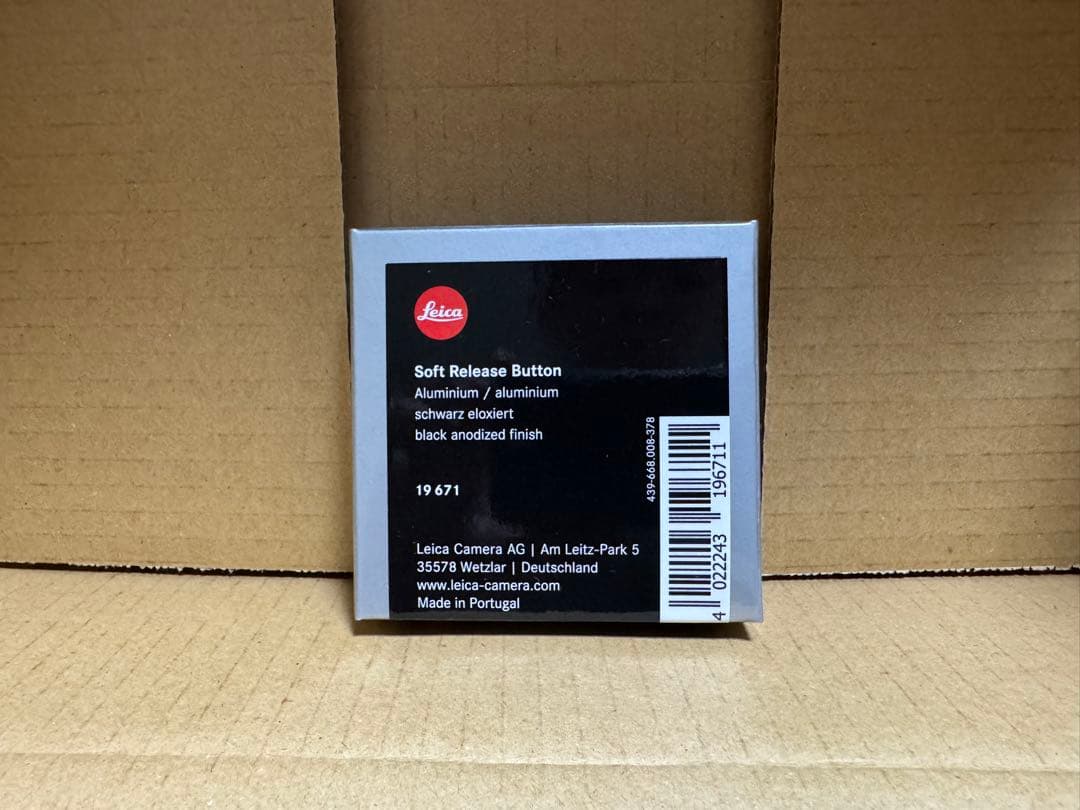 Leica
Soft Release Button
Aluminium / aluminium
schwarz eloxiert
black anodized finish
19 671
Leica Camera AG | Am Leitz-Park 5
35578 Wetzlar | Deutschland
www.leica-camera.com
Made in Portugal
439-668.008-378
4 022243 196711